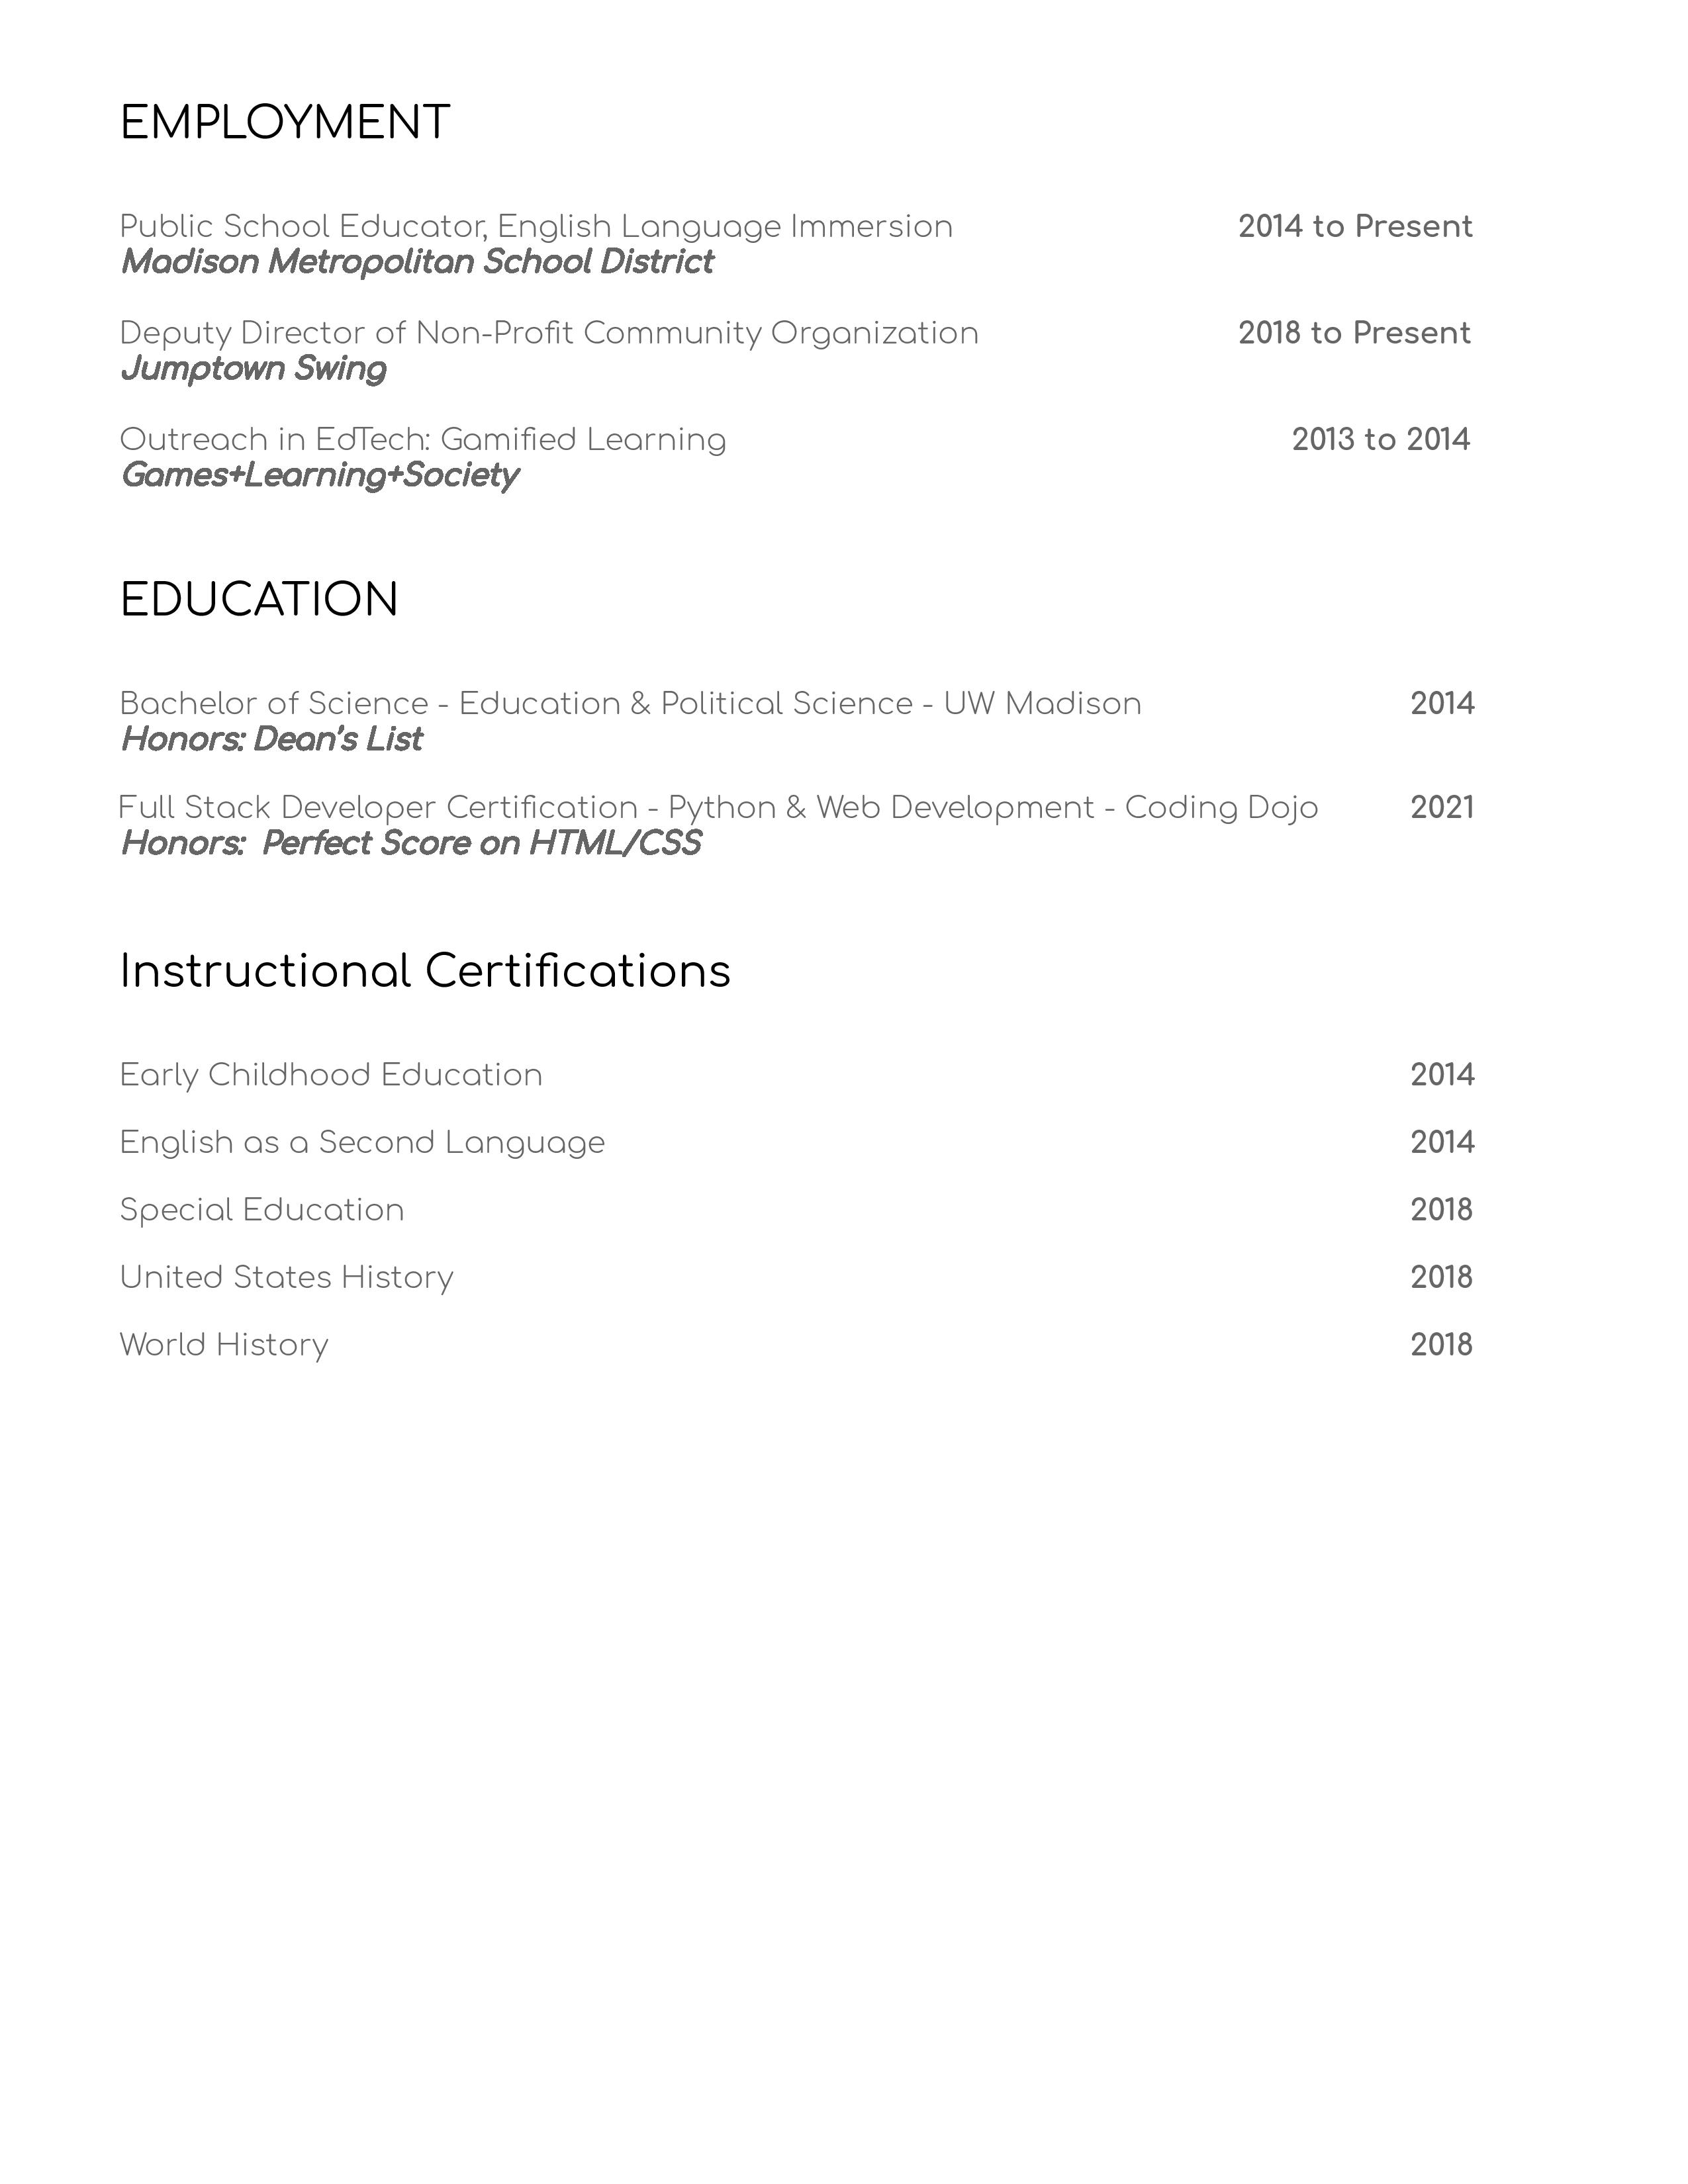 EMPLOYMENT
Public School Educator, English Language Immersion 2014 to Present
Madison Metropolitan School District
Deputy Director of Non-Profit Community Organization 2018 to Present
Jumptown Swing
Outreach in EdTech: Gamified Learning 2013 to 2014
Games+Learning+Society
EDUCATION
Bachelor of Science - Education & Political Science - UW Madison 2014
Honors: Dean's List
Full Stack Developer Certification - Python & Web Development - Coding Dojo 2021
Honors:  Perfect Score on HTML/CSS
Instructional Certifications
Early Childhood Education 2014
English as a Second Language 2014
Special Education 2018
United States History 2018
World History 2018